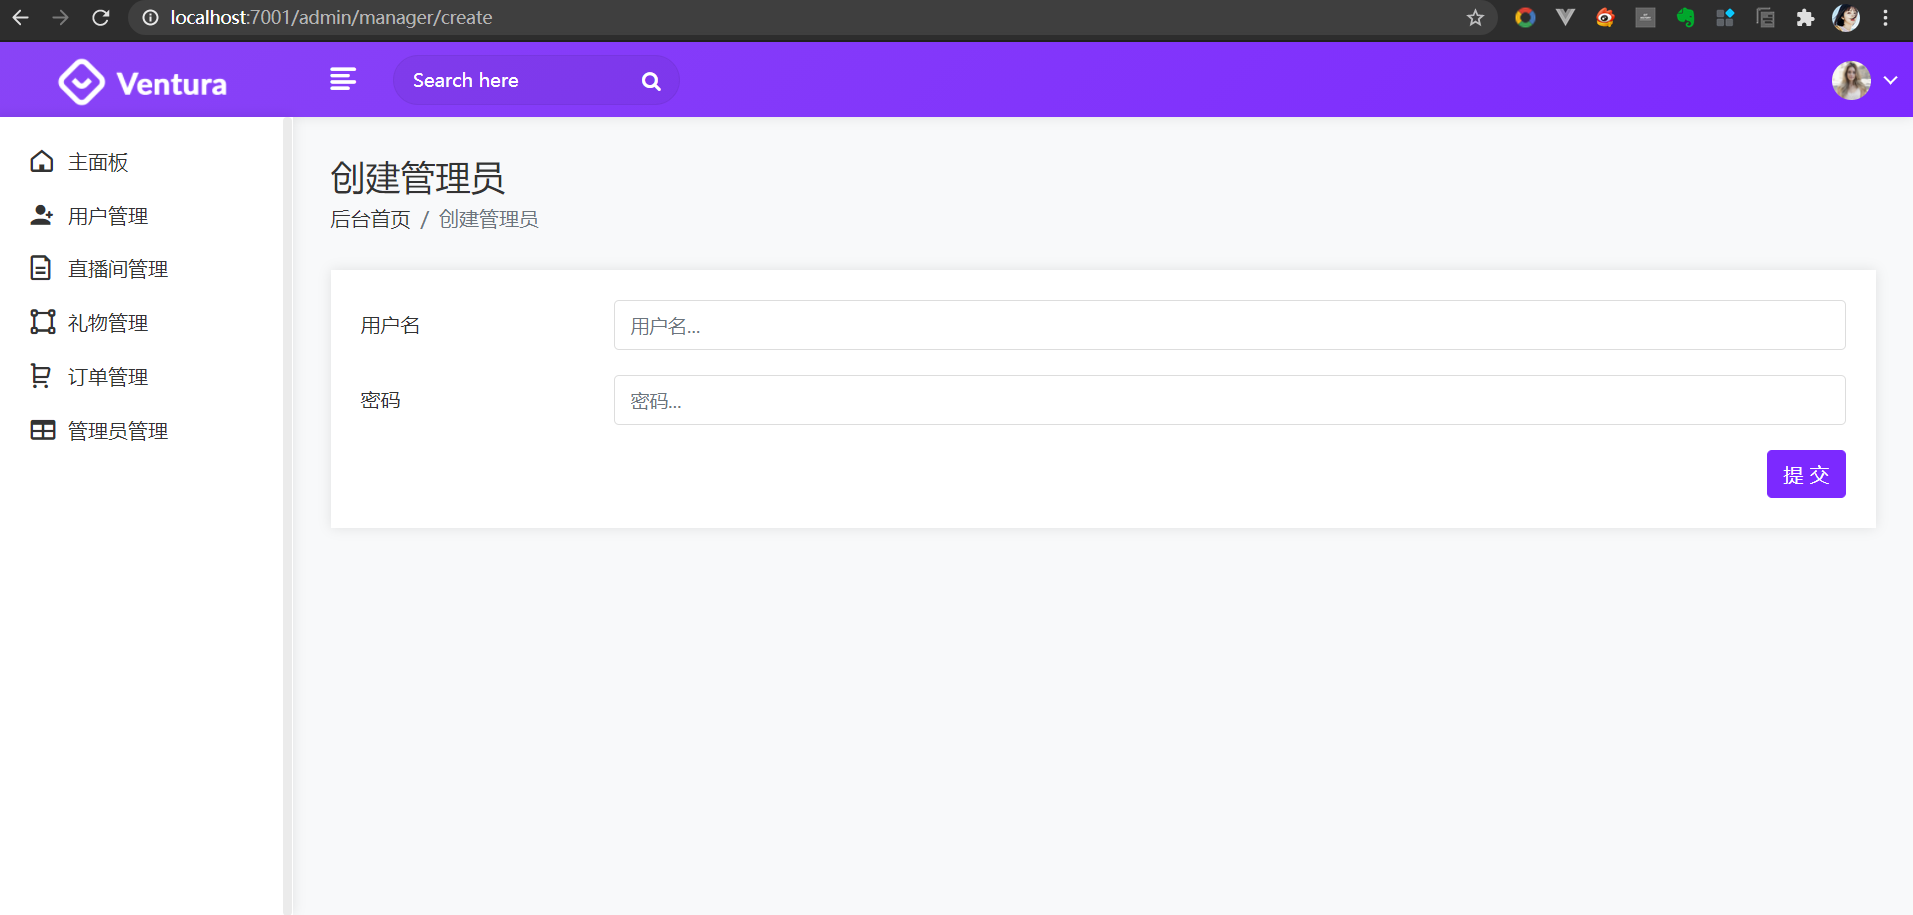 localhost:7001/admin/manager/create
Ventura
Search here
主面板
用户管理
直播间管理
礼物管理
订单管理
管理员管理
创建管理员
后台首页 / 创建管理员
用户名
用户名...
密码
密码...
提 交